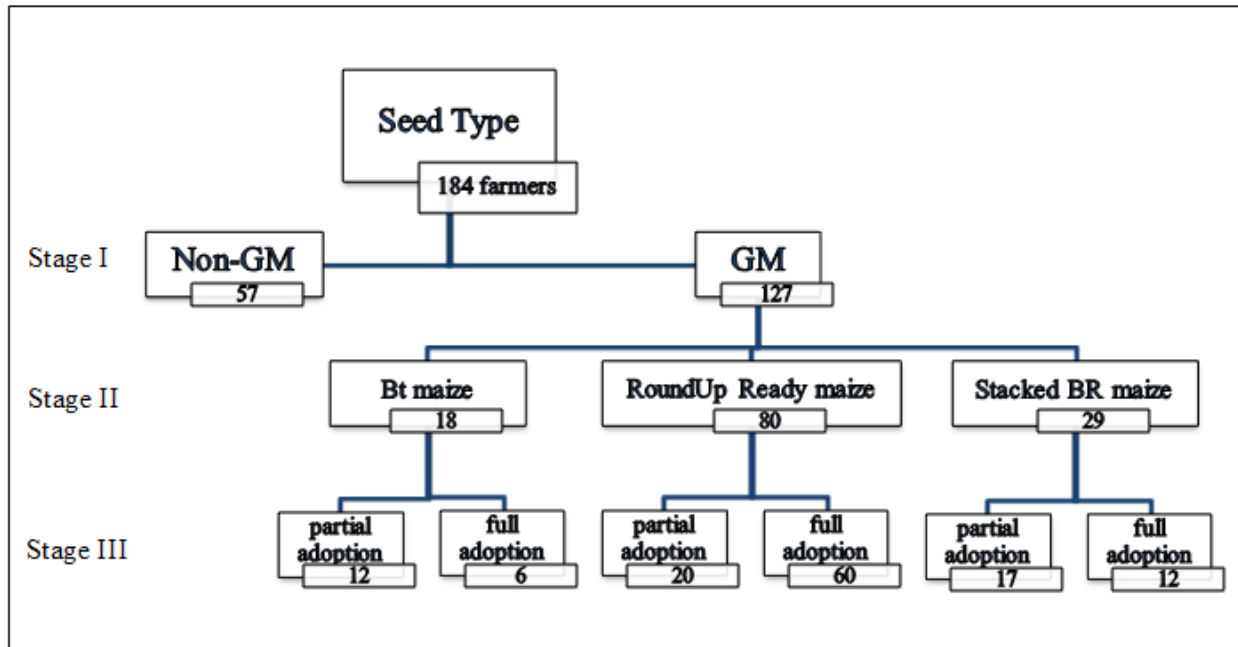 Seed Type
184 farmers
Stage I
Non-GM
57
GM
127
Stage II
Bt maize
18
RoundUp Ready maize
80
Stacked BR maize
29
Stage III
partial
adoption
12
full
adoption
6
partial
adoption
20
full
adoption
60
partial
adoption
17
full
adoption
12